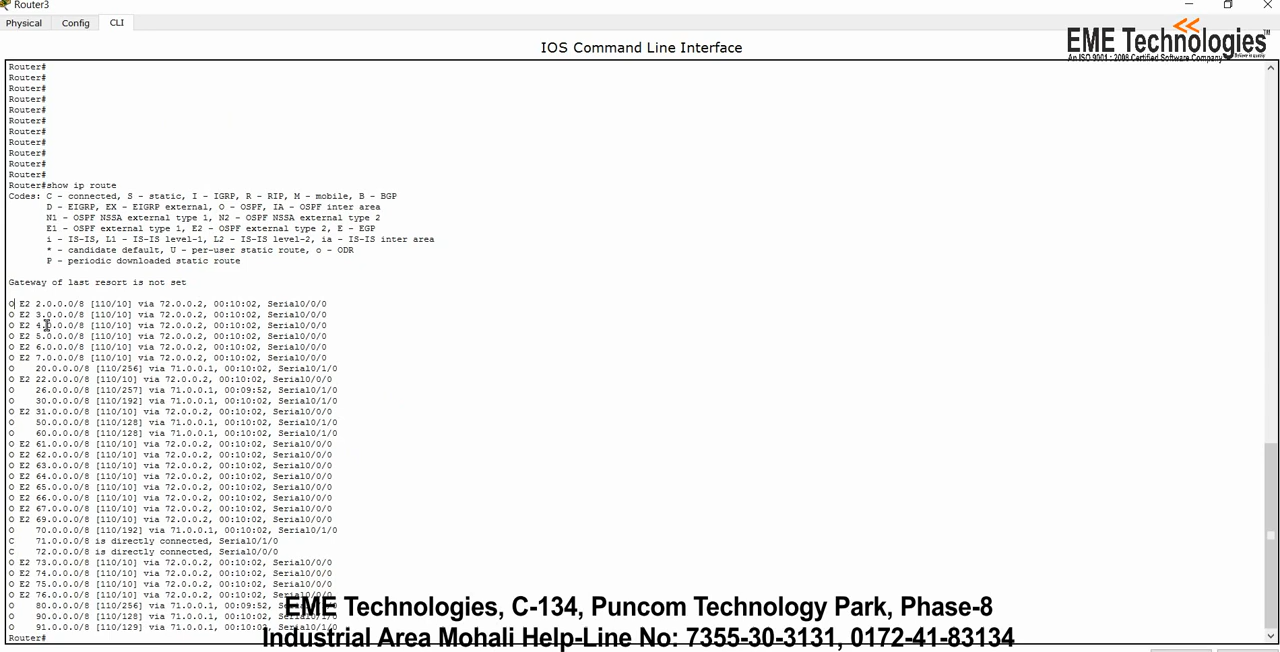 Router3
Physical Config CLI
IOS Command Line Interface
EME Technologies™
An ISO 9001 : 2008 Certified Software Company
Router#
Router#
Router#
Router#
Router#
Router#
Router#
Router#
Router#
Router#
Router#
Router#show ip route
Codes: C - connected, S - static, I - IGRP, R - RIP, M - mobile, B - BGP
D - EIGRP, EX - EIGRP external, O - OSPF, IA - OSPF inter area
N1 - OSPF NSSA external type 1, N2 - OSPF NSSA external type 2
E1 - OSPF external type 1, E2 - OSPF external type 2, E - EGP
i - IS-IS, L1 - IS-IS level-1, L2 - IS-IS level-2, ia - IS-IS inter area
* - candidate default, U - per-user static route, o - ODR
P - periodic downloaded static route
Gateway of last resort is not set
O E2 2.0.0.0/8 [110/10] via 72.0.0.2, 00:10:02, Serial0/0/0
O E2 3.0.0.0/8 [110/10] via 72.0.0.2, 00:10:02, Serial0/0/0
O E2 4.0.0.0/8 [110/10] via 72.0.0.2, 00:10:02, Serial0/0/0
O E2 5.0.0.0/8 [110/10] via 72.0.0.2, 00:10:02, Serial0/0/0
O E2 6.0.0.0/8 [110/10] via 72.0.0.2, 00:10:02, Serial0/0/0
O E2 7.0.0.0/8 [110/10] via 72.0.0.2, 00:10:02, Serial0/0/0
O 20.0.0.0/8 [110/256] via 71.0.0.1, 00:10:02, Serial0/1/0
O E2 22.0.0.0/8 [110/10] via 72.0.0.2, 00:10:02, Serial0/0/0
O 26.0.0.0/8 [110/257] via 71.0.0.1, 00:09:52, Serial0/1/0
O 30.0.0.0/8 [110/192] via 71.0.0.1, 00:10:02, Serial0/1/0
O E2 31.0.0.0/8 [110/10] via 72.0.0.2, 00:10:02, Serial0/0/0
O 50.0.0.0/8 [110/128] via 71.0.0.1, 00:10:02, Serial0/1/0
O 60.0.0.0/8 [110/128] via 71.0.0.1, 00:10:02, Serial0/1/0
O E2 61.0.0.0/8 [110/10] via 72.0.0.2, 00:10:02, Serial0/0/0
O E2 62.0.0.0/8 [110/10] via 72.0.0.2, 00:10:02, Serial0/0/0
O E2 63.0.0.0/8 [110/10] via 72.0.0.2, 00:10:02, Serial0/0/0
O E2 64.0.0.0/8 [110/10] via 72.0.0.2, 00:10:02, Serial0/0/0
O E2 65.0.0.0/8 [110/10] via 72.0.0.2, 00:10:02, Serial0/0/0
O E2 66.0.0.0/8 [110/10] via 72.0.0.2, 00:10:02, Serial0/0/0
O E2 67.0.0.0/8 [110/10] via 72.0.0.2, 00:10:02, Serial0/0/0
O E2 69.0.0.0/8 [110/10] via 72.0.0.2, 00:10:02, Serial0/0/0
O 70.0.0.0/8 [110/192] via 71.0.0.1, 00:10:02, Serial0/1/0
C 71.0.0.0/8 is directly connected, Serial0/1/0
C 72.0.0.0/8 is directly connected, Serial0/0/0
O E2 73.0.0.0/8 [110/10] via 72.0.0.2, 00:10:02, Serial0/0/0
O E2 74.0.0.0/8 [110/10] via 72.0.0.2, 00:10:02, Serial0/0/0
O E2 75.0.0.0/8 [110/10] via 72.0.0.2, 00:10:02, Serial0/0/0
O E2 76.0.0.0/8 [110/10] via 72.0.0.2, 00:10:02, Serial0/0/0
O 80.0.0.0/8 [110/256] via 71.0.0.1, 00:09:52, Serial0/1/0
O 90.0.0.0/8 [110/128] via 71.0.0.1, 00:10:02, Serial0/1/0
O 91.0.0.0/8 [110/129] via 71.0.0.1, 00:10:02, Serial0/1/0
Router#
EME Technologies, C-134, Puncom Technology Park, Phase-8
Industrial Area Mohali Help-Line No: 7355-30-3131, 0172-41-83134